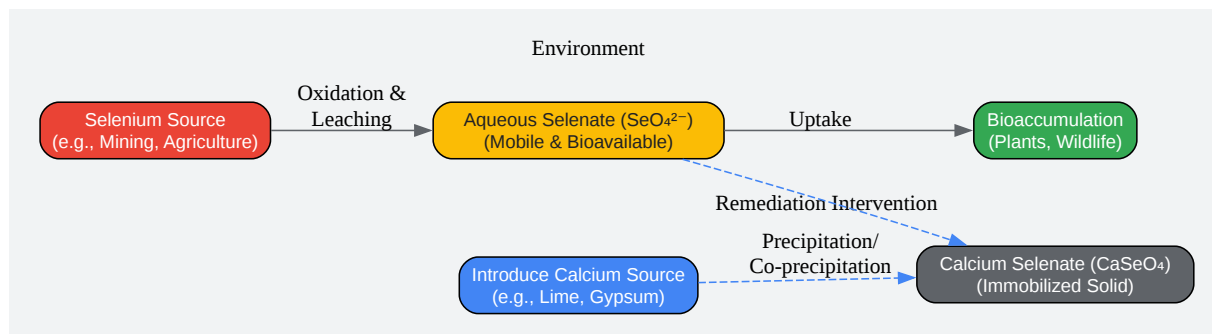 Environment
Selenium Source
(e.g., Mining, Agriculture)
Oxidation &
Leaching
Aqueous Selenate (SeO₄²⁻)
(Mobile & Bioavailable)
Uptake
Bioaccumulation
(Plants, Wildlife)
Remediation Intervention
Introduce Calcium Source
(e.g., Lime, Gypsum)
Precipitation/
Co-precipitation
Calcium Selenate (CaSeO₄)
(Immobilized Solid)